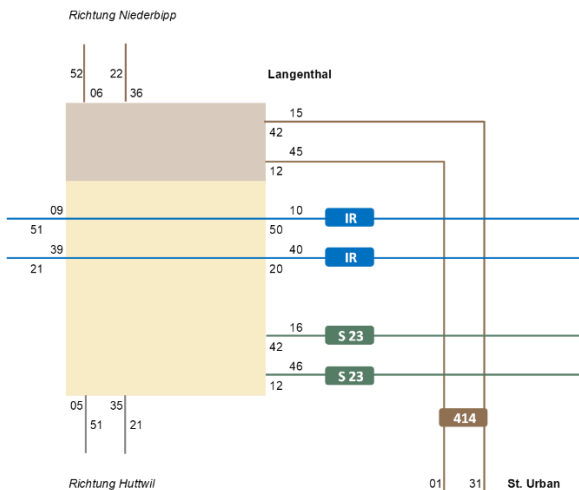 Richtung Niederbipp
52 22 Langenthal
06 36
15
42
45
12
09 10 IR
51 50
39 40 IR
21 20
16 S 23
42
46 S 23
12
05 35
51 21 414
Richtung Huttwil 01 31 St. Urban